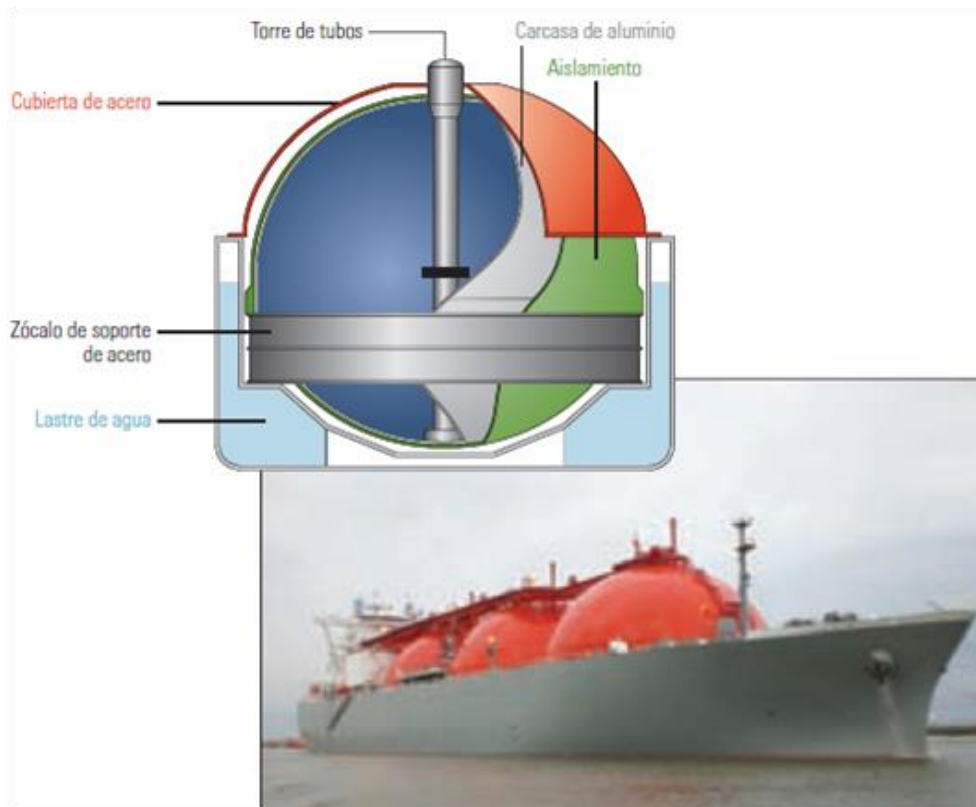 Torre de tubos
Carcasa de aluminio
Aislamiento
Cubierta de acero
Zócalo de soporte
de acero
Lastre de agua